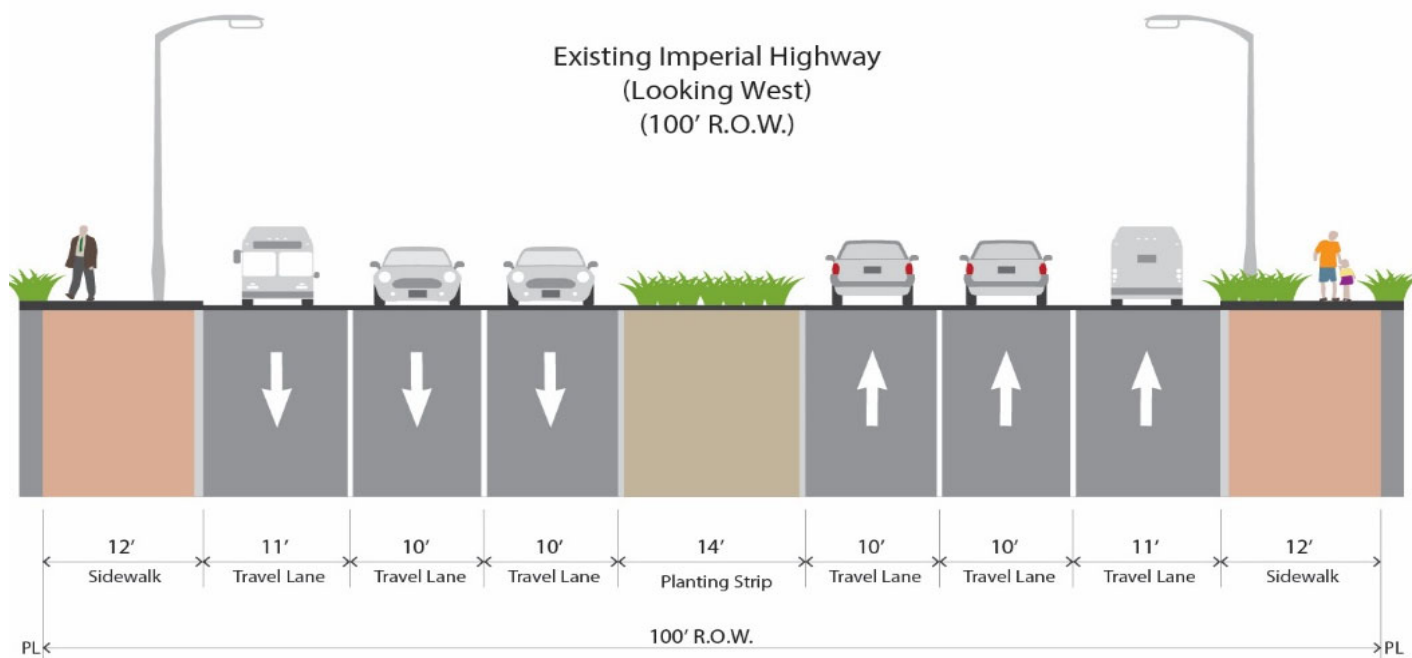 Existing Imperial Highway
(Looking West)
(100’ R.O.W.)
12’ 11’ 10’ 10’ 14’ 10’ 10’ 11’ 12’
Sidewalk Travel Lane Travel Lane Travel Lane Planting Strip Travel Lane Travel Lane Travel Lane Sidewalk
PL 100’ R.O.W. PL